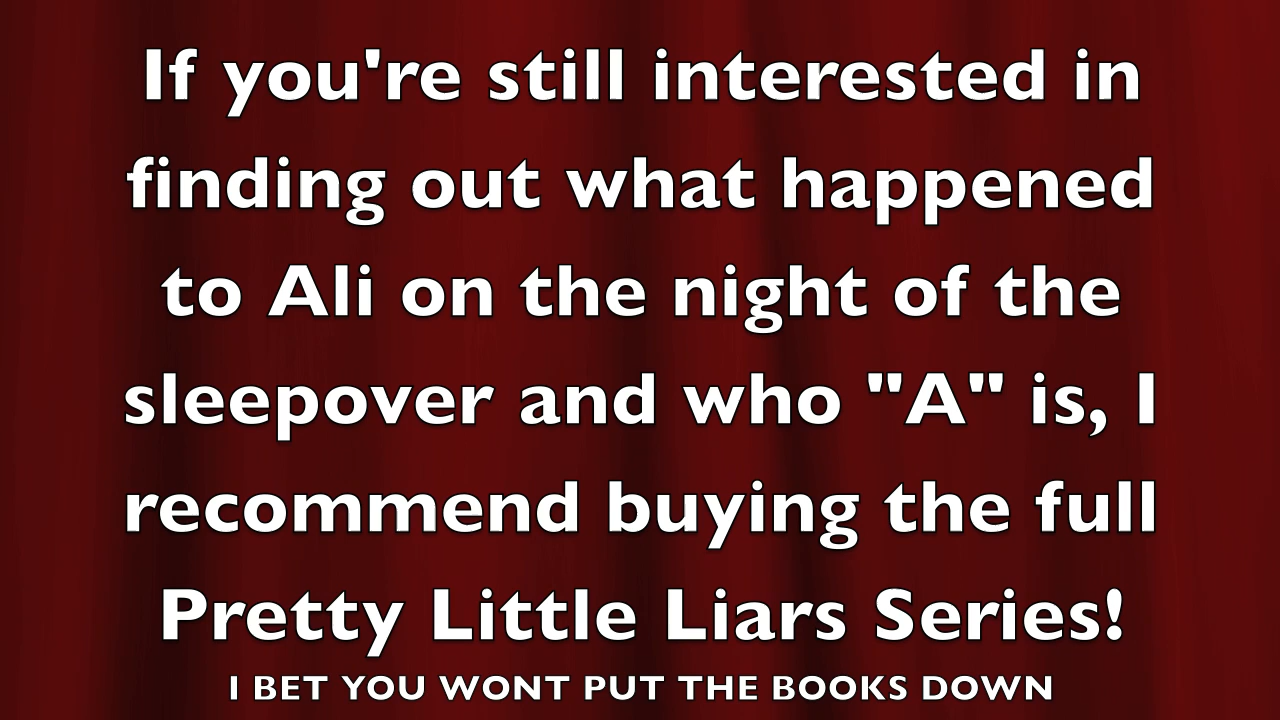 If you're still interested in
finding out what happened
to Ali on the night of the
sleepover and who "A" is, I
recommend buying the full
Pretty Little Liars Series!
I BET YOU WONT PUT THE BOOKS DOWN